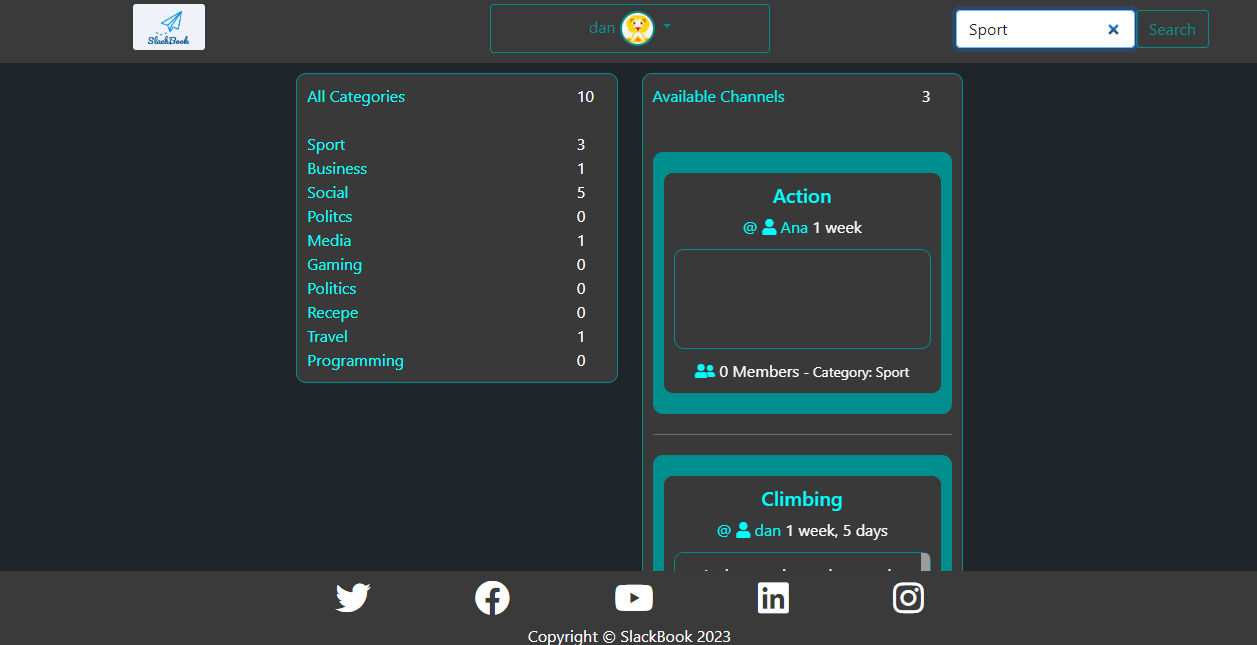 SlackBook
dan
Sport
Search
All Categories 10
Sport 3
Business 1
Social 5
Politcs 0
Media 1
Gaming 0
Politics 0
Recepe 0
Travel 1
Programming 0
Available Channels 3
Action
@ Ana 1 week
0 Members - Category: Sport
Climbing
@ dan 1 week, 5 days
Copyright © SlackBook 2023